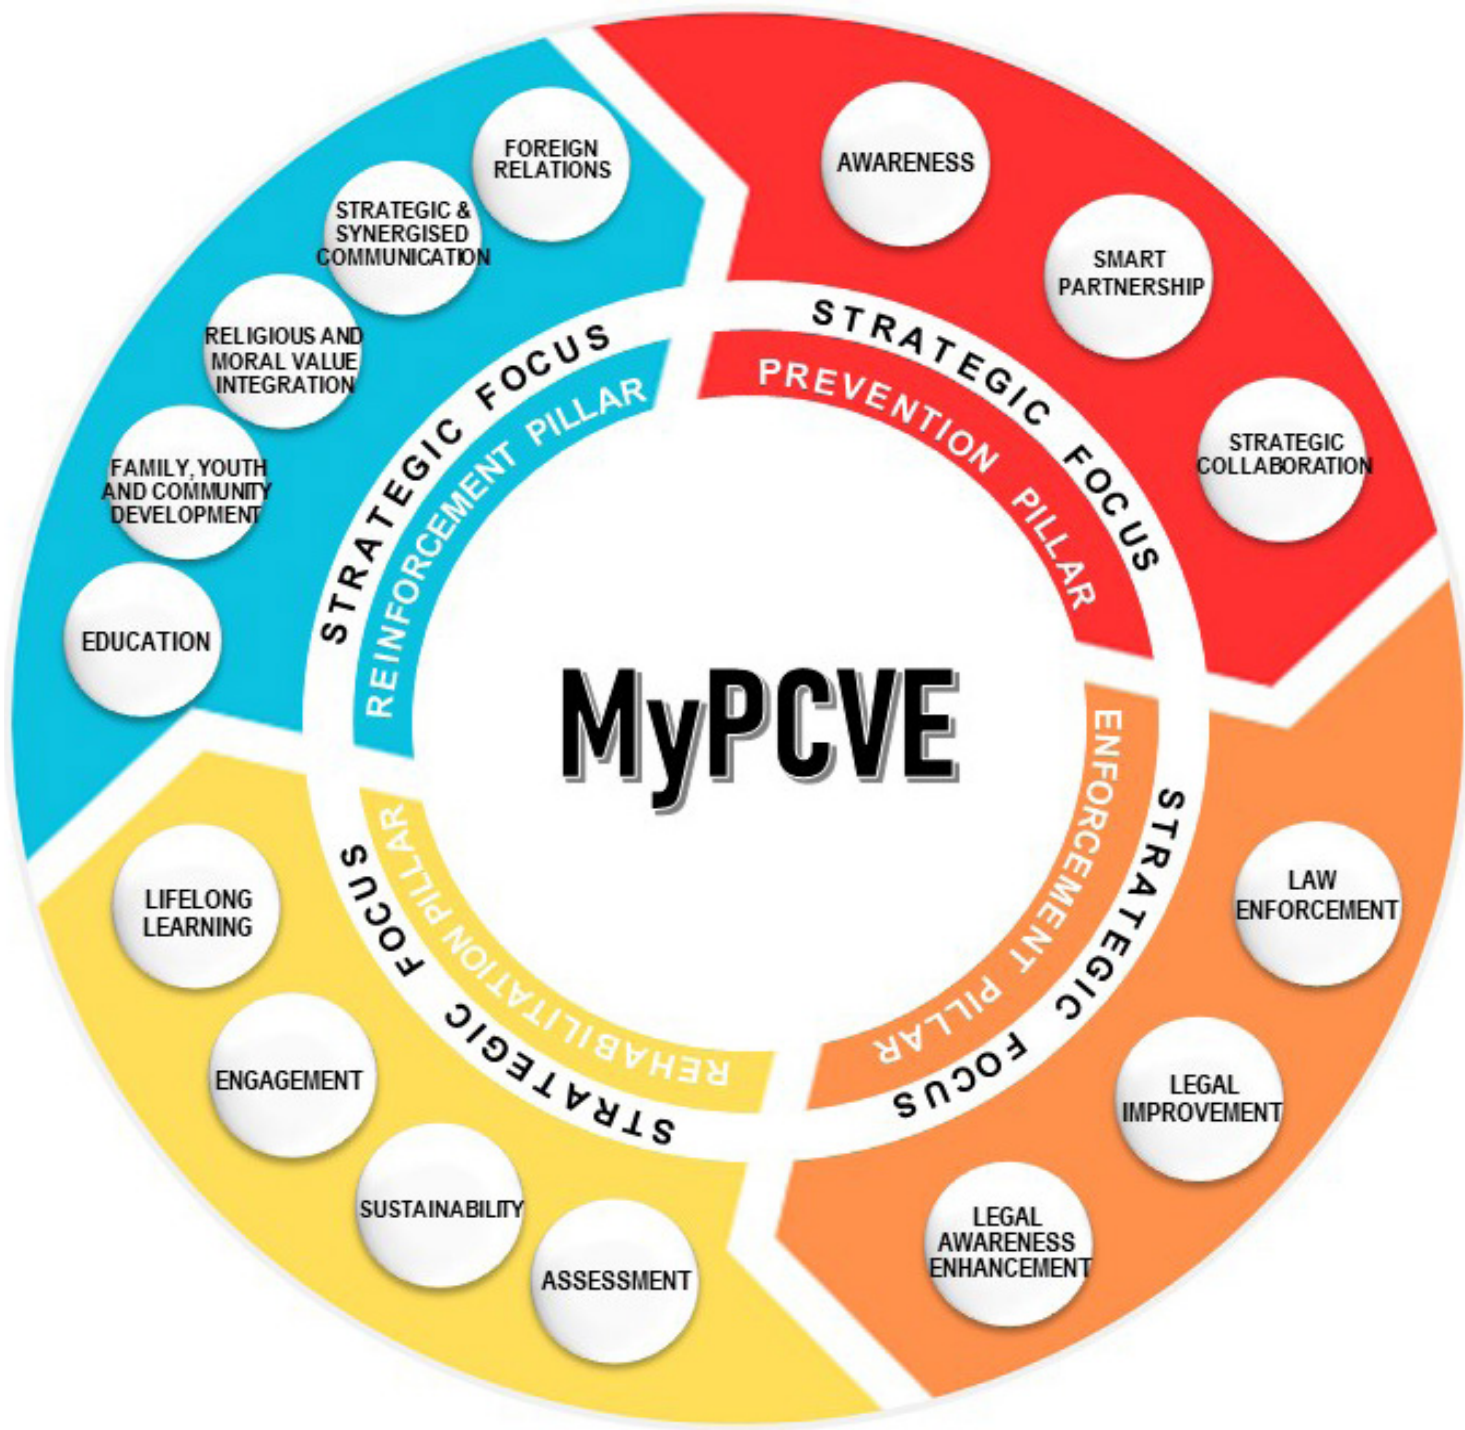 MyPCVE
STRATEGIC FOCUS
PREVENTION PILLAR
AWARENESS
SMART
PARTNERSHIP
STRATEGIC
COLLABORATION
STRATEGIC FOCUS
ENFORCEMENT PILLAR
LAW
ENFORCEMENT
LEGAL
IMPROVEMENT
LEGAL
AWARENESS
ENHANCEMENT
STRATEGIC FOCUS
REHABILITATION PILLAR
ASSESSMENT
SUSTAINABILITY
ENGAGEMENT
LIFELONG
LEARNING
STRATEGIC FOCUS
REINFORCEMENT PILLAR
EDUCATION
FAMILY, YOUTH
AND COMMUNITY
DEVELOPMENT
RELIGIOUS AND
MORAL VALUE
INTEGRATION
STRATEGIC &
SYNERGISED
COMMUNICATION
FOREIGN
RELATIONS